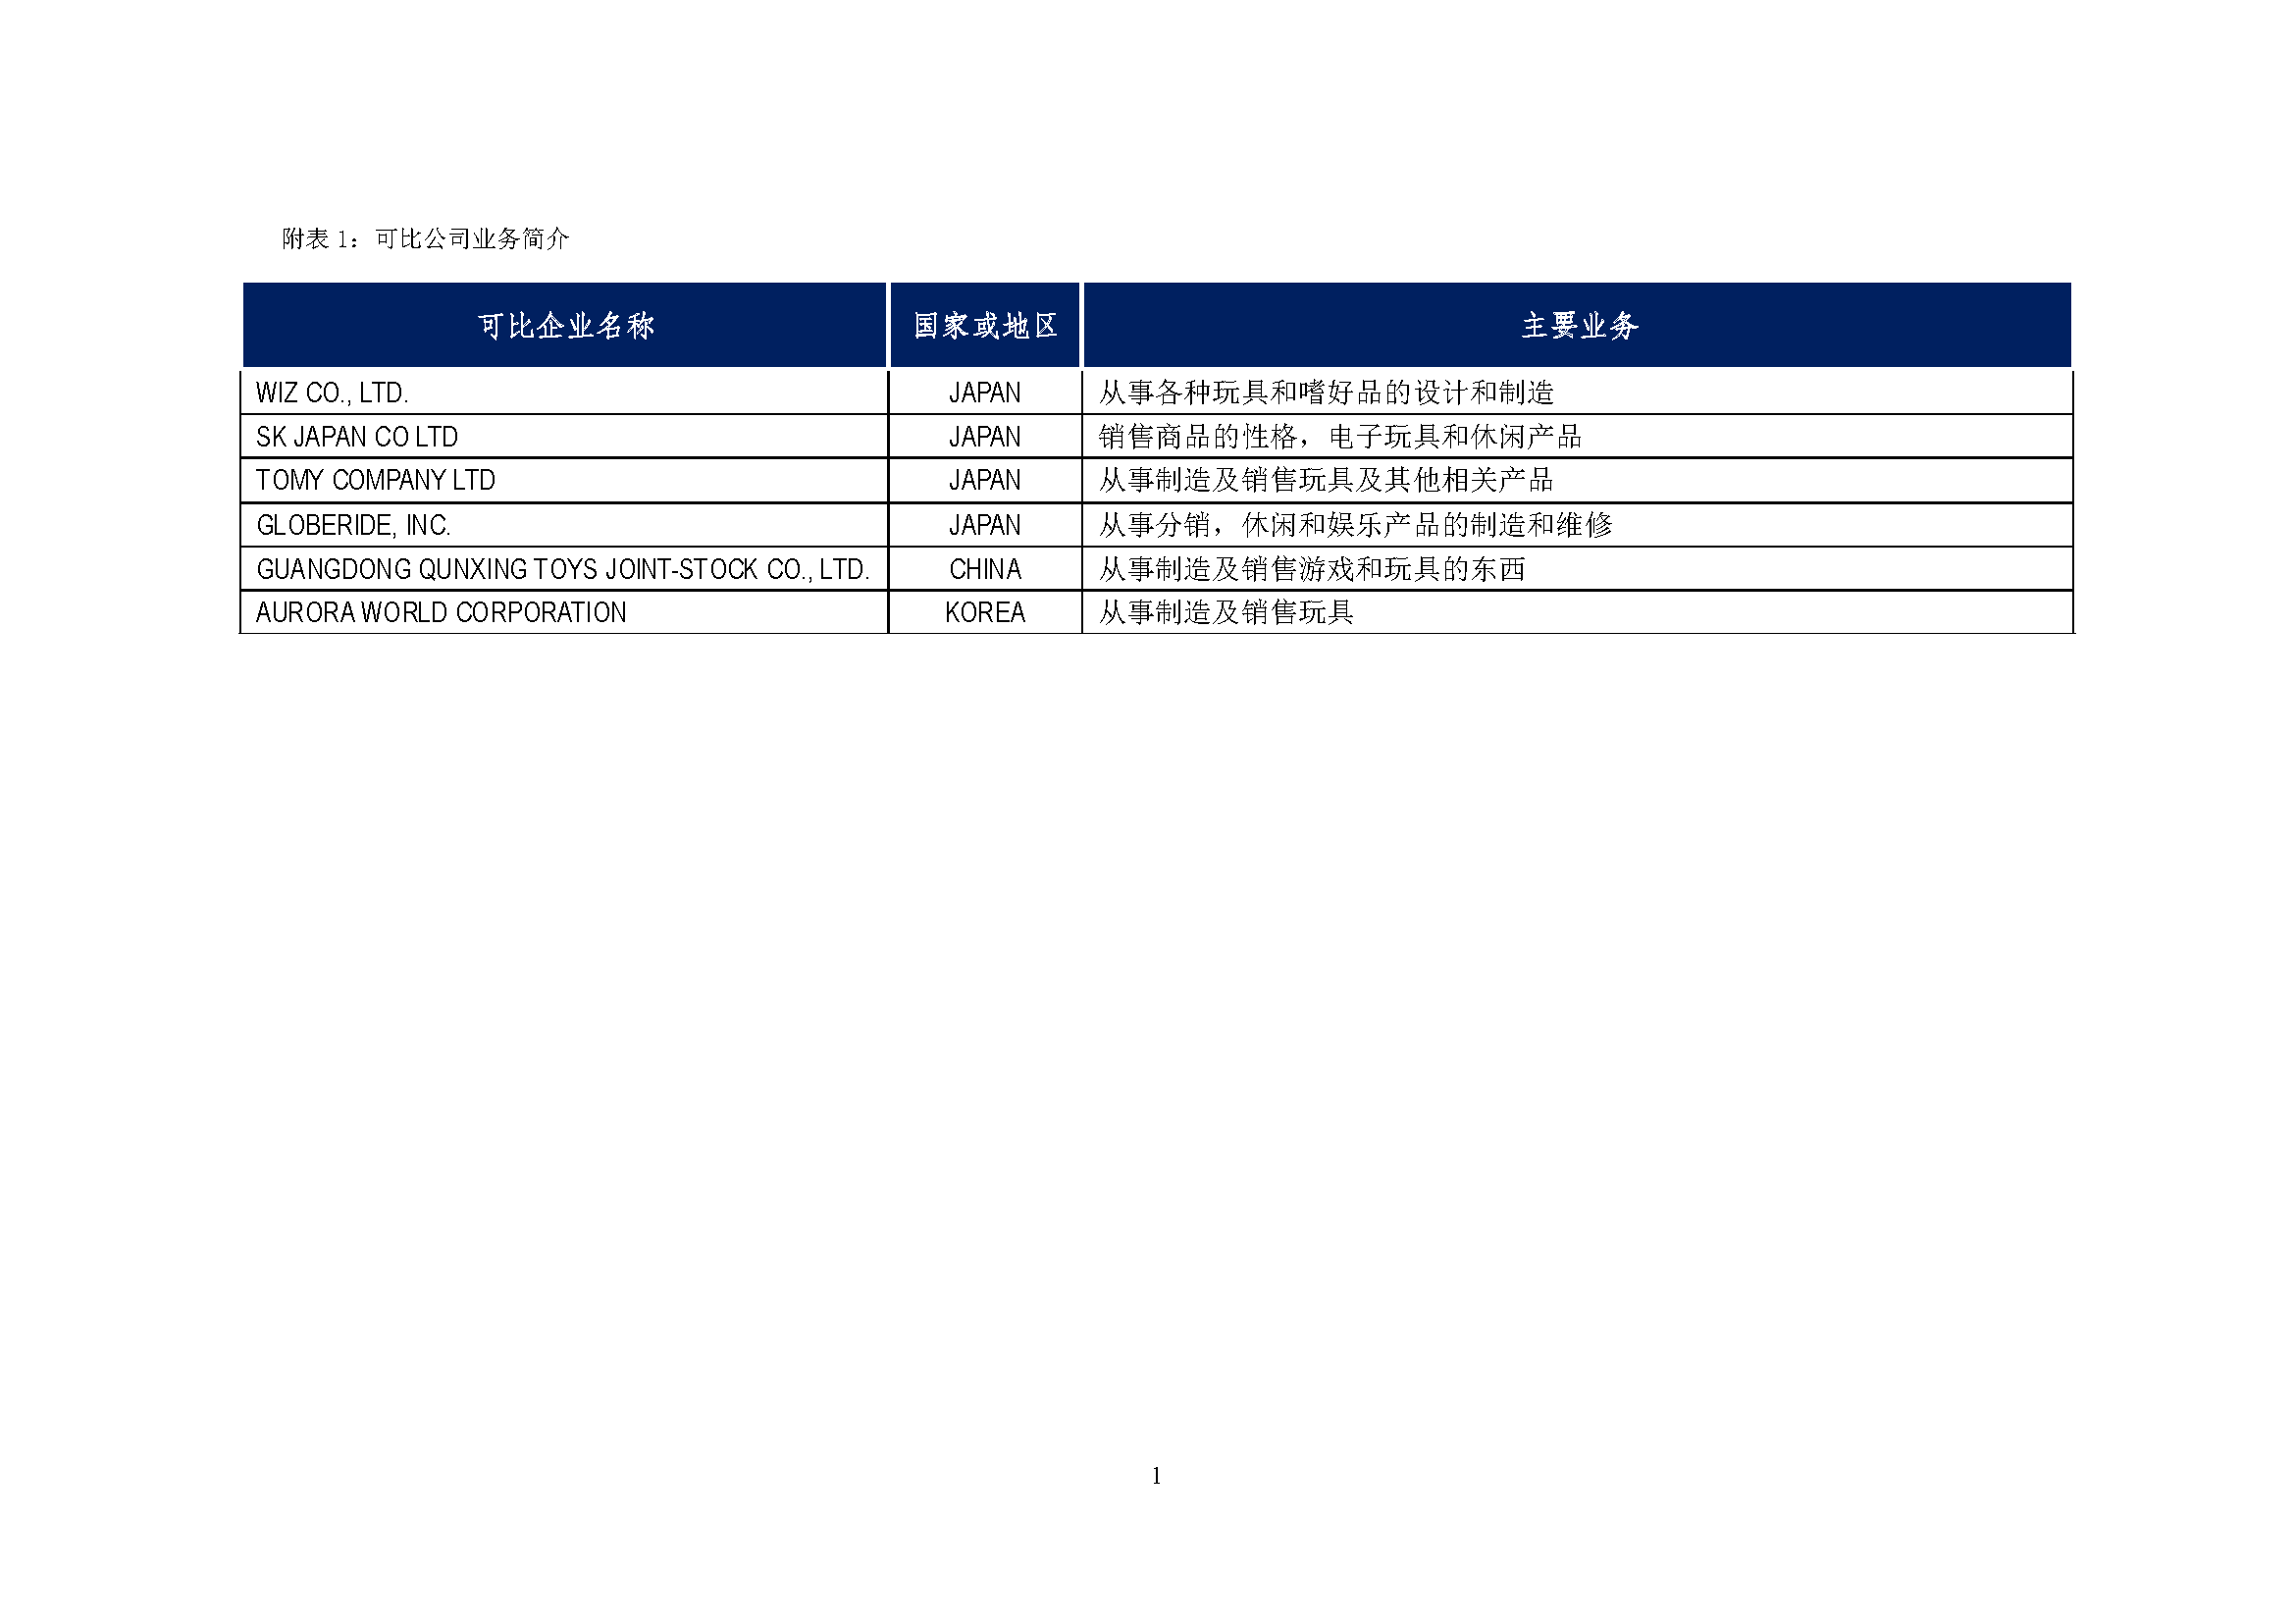 附表 1：可比公司业务简介
可比企业名称 国家或地区 主要业务
WIZ CO., LTD. JAPAN 从事各种玩具和嗜好品的设计和制造
SK JAPAN CO LTD JAPAN 销售商品的性格，电子玩具和休闲产品
TOMY COMPANY LTD JAPAN 从事制造及销售玩具及其他相关产品
GLOBERIDE, INC. JAPAN 从事分销，休闲和娱乐产品的制造和维修
GUANGDONG QUNXING TOYS JOINT-STOCK CO., LTD. CHINA 从事制造及销售游戏和玩具的东西
AURORA WORLD CORPORATION KOREA 从事制造及销售玩具
1